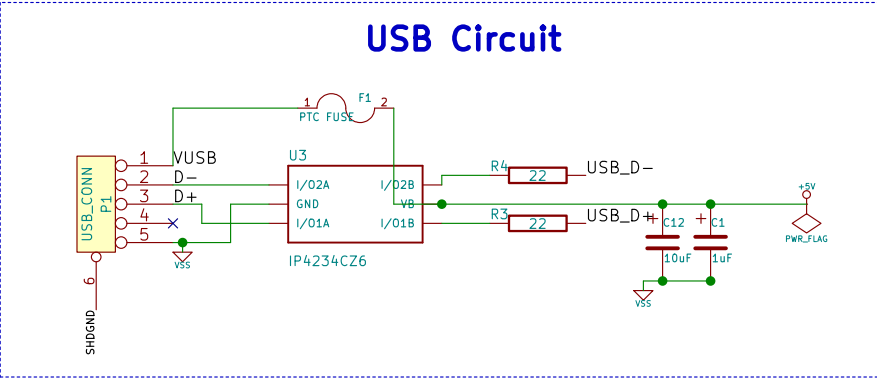 USB Circuit
1 F1 2
PTC FUSE
USB_CONN
P1
1 VUSB
2 D-
3 D+
4
5
6
SHDGND
VSS
U3
I/O2A I/O2B
GND VB
I/O1A I/O1B
IP4234CZ6
R4 22 USB_D-
R3 22 USB_D+
C12
10uF
C1
1uF
VSS
+5V
PWR_FLAG